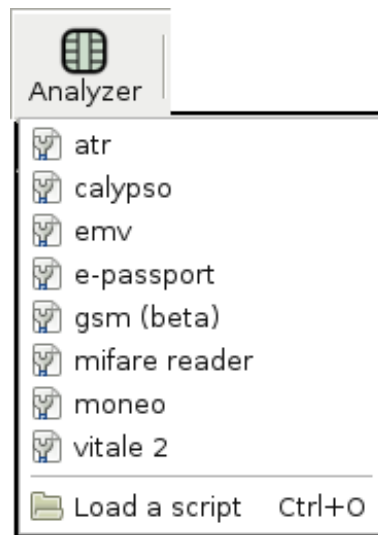 Analyzer
atr
calypso
emv
e-passport
gsm (beta)
mifare reader
moneo
vitale 2
Load a script Ctrl+O